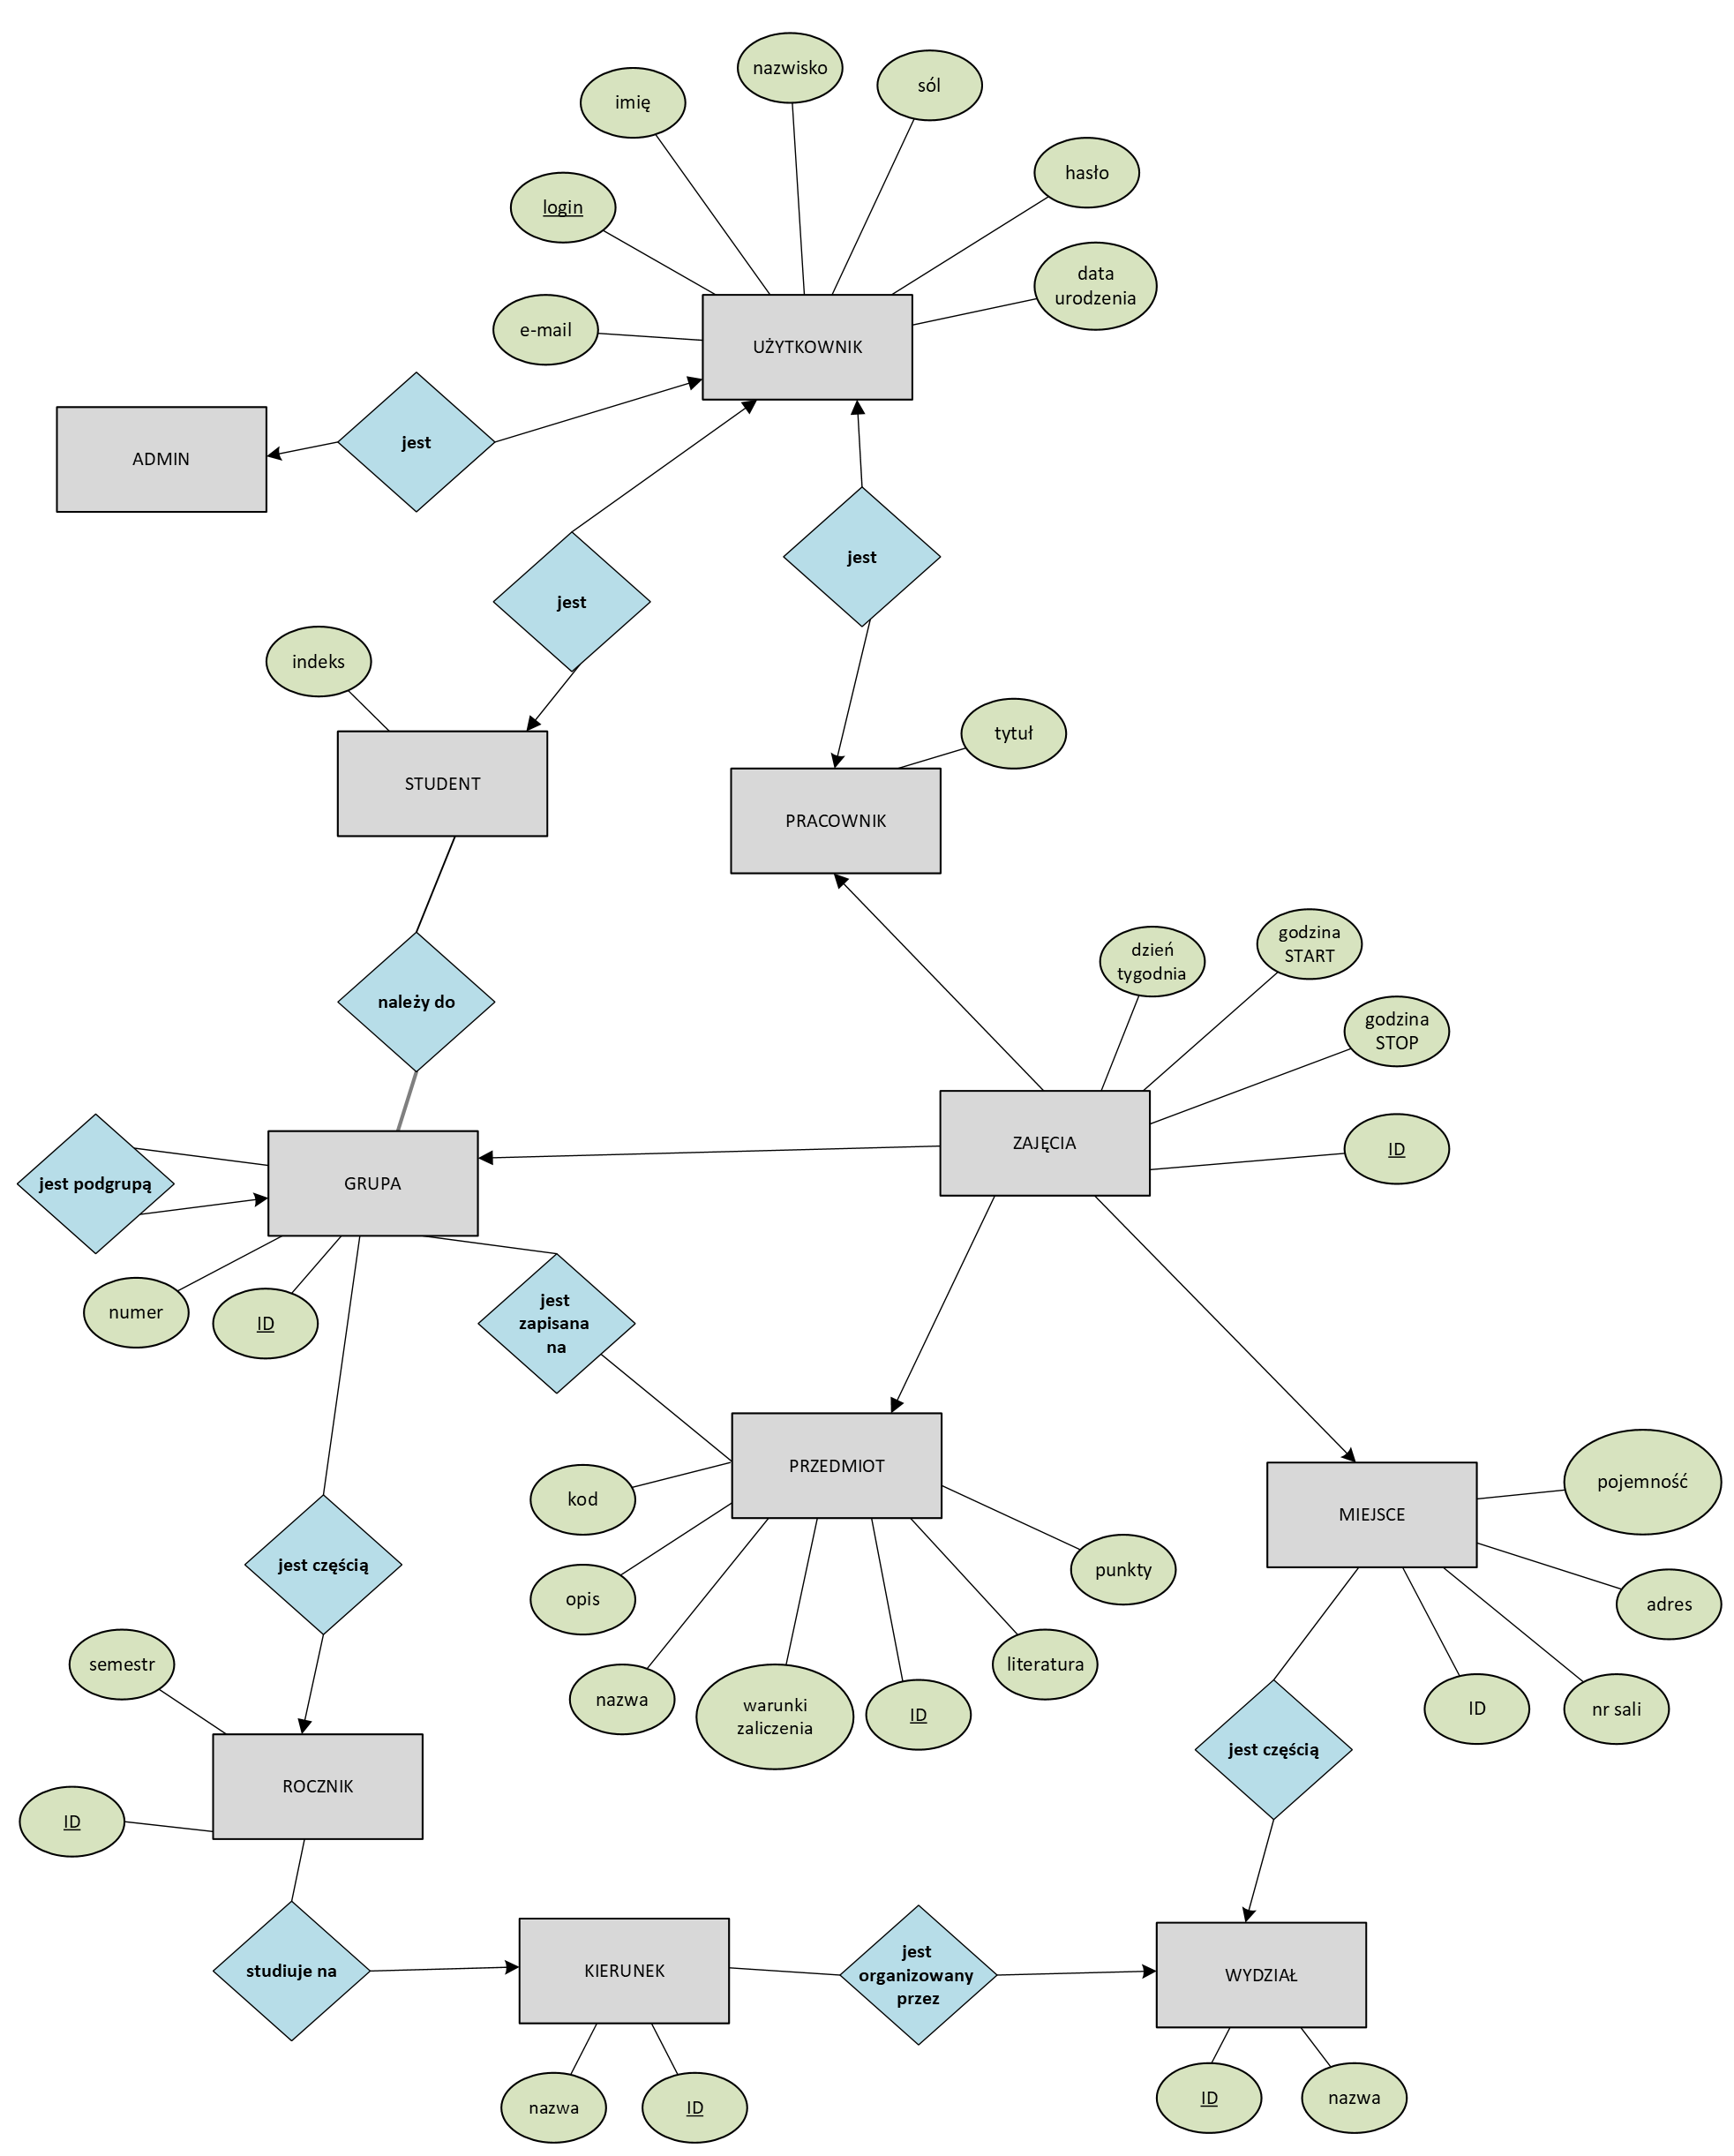 nazwisko
sól
imię
hasło
login
data
urodzenia
e-mail
UŻYTKOWNIK
jest
ADMIN
jest
jest
indeks
tytuł
STUDENT
PRACOWNIK
godzina
START
dzień
tygodnia
należy do
godzina
STOP
ZAJĘCIA
ID
jest podgrupą
GRUPA
numer
ID
jest
zapisana
na
PRZEDMIOT
pojemność
kod
MIEJSCE
jest częścią
punkty
opis
adres
semestr
literatura
nazwa
warunki
zaliczenia
ID
ID
nr sali
jest częścią
ROCZNIK
ID
studiuje na
KIERUNEK
jest
organizowany
przez
WYDZIAŁ
nazwa
ID
ID
nazwa